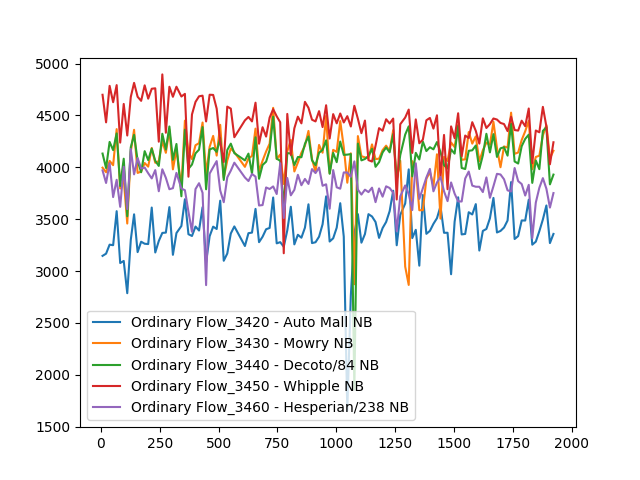 5000
4500
4000
3500
3000
2500
2000
1500
Ordinary Flow_3420 - Auto Mall NB
Ordinary Flow_3430 - Mowry NB
Ordinary Flow_3440 - Decoto/84 NB
Ordinary Flow_3450 - Whipple NB
Ordinary Flow_3460 - Hesperian/238 NB
0 250 500 750 1000 1250 1500 1750 2000